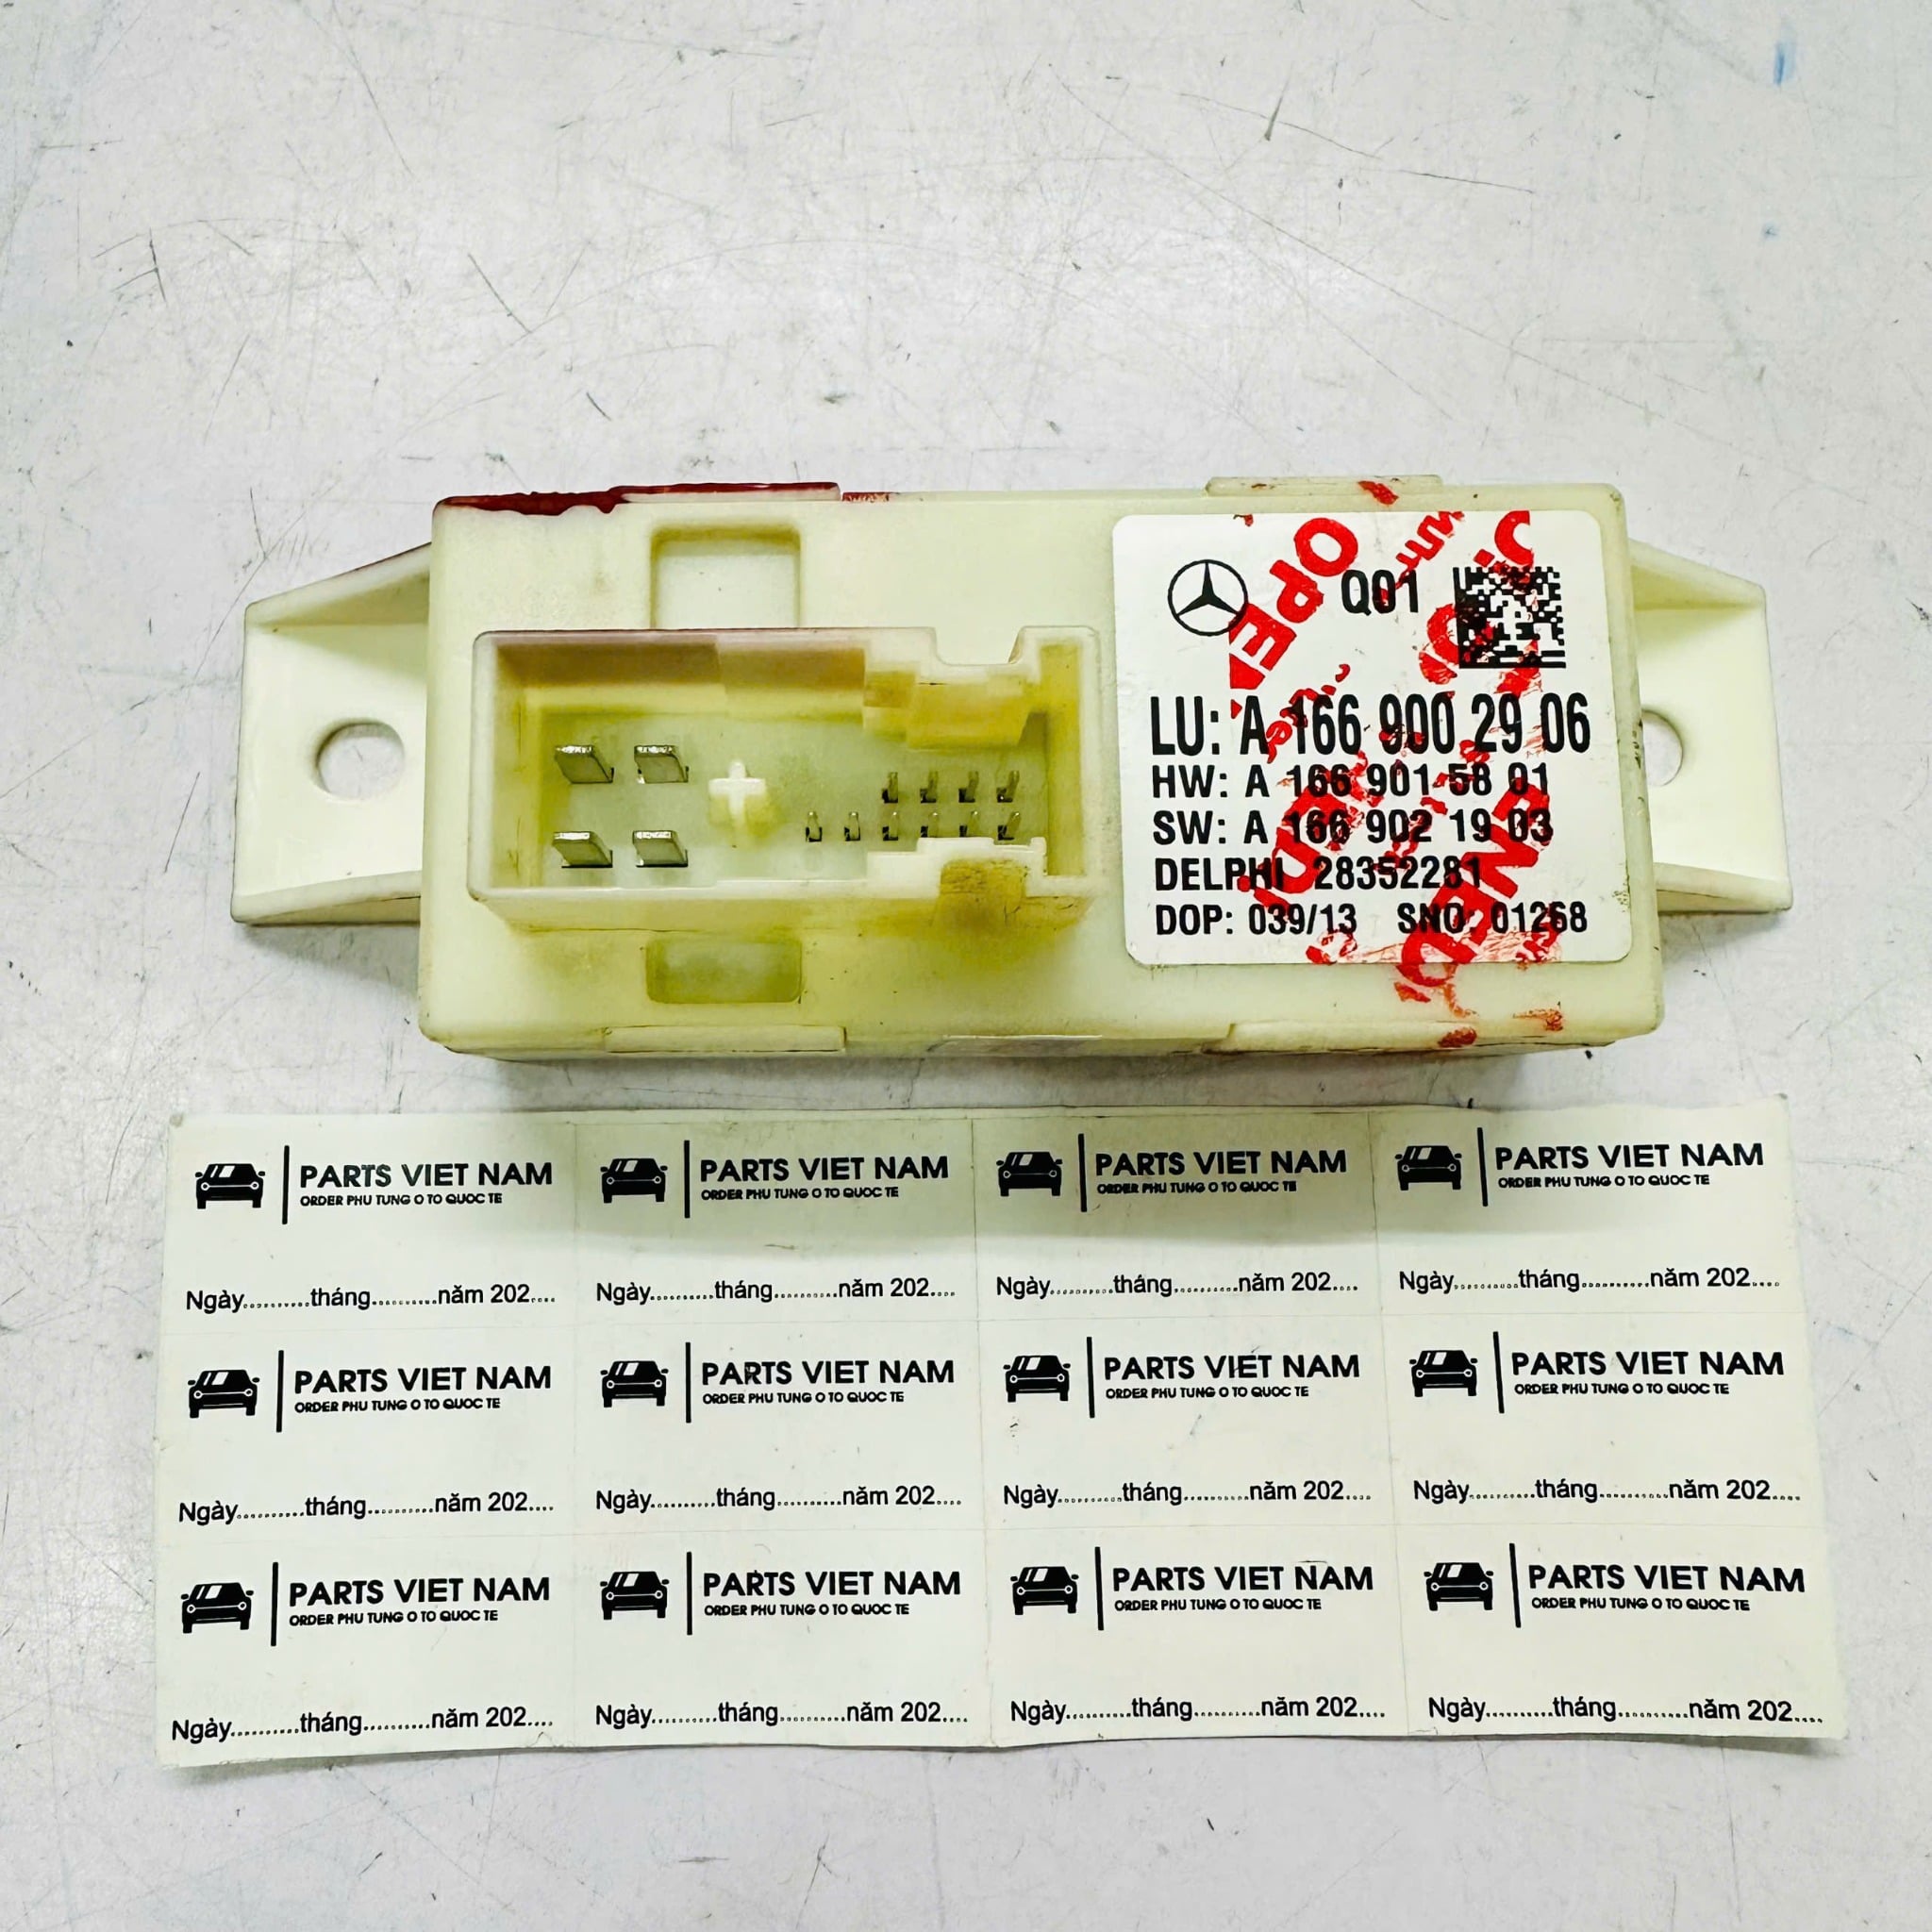 Q01
LU: A 166 900 29 06
HW: A 166 901 58 01
SW: A 166 902 19 03
DELPHI 28352281
DOP: 039/13 SNO: 01268
OPE
PARTS VIET NAM PARTS VIET NAM PARTS VIET NAM PARTS VIET NAM
ORDER PHU TUNG O TO QUOC TE ORDER PHU TUNG O TO QUOC TE ORDER PHU TUNG O TO QUOC TE ORDER PHU TUNG O TO QUOC TE
Ngày..........tháng..........năm 202.... Ngày..........tháng..........năm 202.... Ngày..........tháng..........năm 202.... Ngày..........tháng..........năm 202....
PARTS VIET NAM PARTS VIET NAM PARTS VIET NAM PARTS VIET NAM
ORDER PHU TUNG O TO QUOC TE ORDER PHU TUNG O TO QUOC TE ORDER PHU TUNG O TO QUOC TE ORDER PHU TUNG O TO QUOC TE
Ngày..........tháng..........năm 202.... Ngày..........tháng..........năm 202.... Ngày..........tháng..........năm 202.... Ngày..........tháng..........năm 202....
PARTS VIET NAM PARTS VIET NAM PARTS VIET NAM PARTS VIET NAM
ORDER PHU TUNG O TO QUOC TE ORDER PHU TUNG O TO QUOC TE ORDER PHU TUNG O TO QUOC TE ORDER PHU TUNG O TO QUOC TE
Ngày..........tháng..........năm 202.... Ngày..........tháng..........năm 202.... Ngày..........tháng..........năm 202.... Ngày..........tháng..........năm 202....